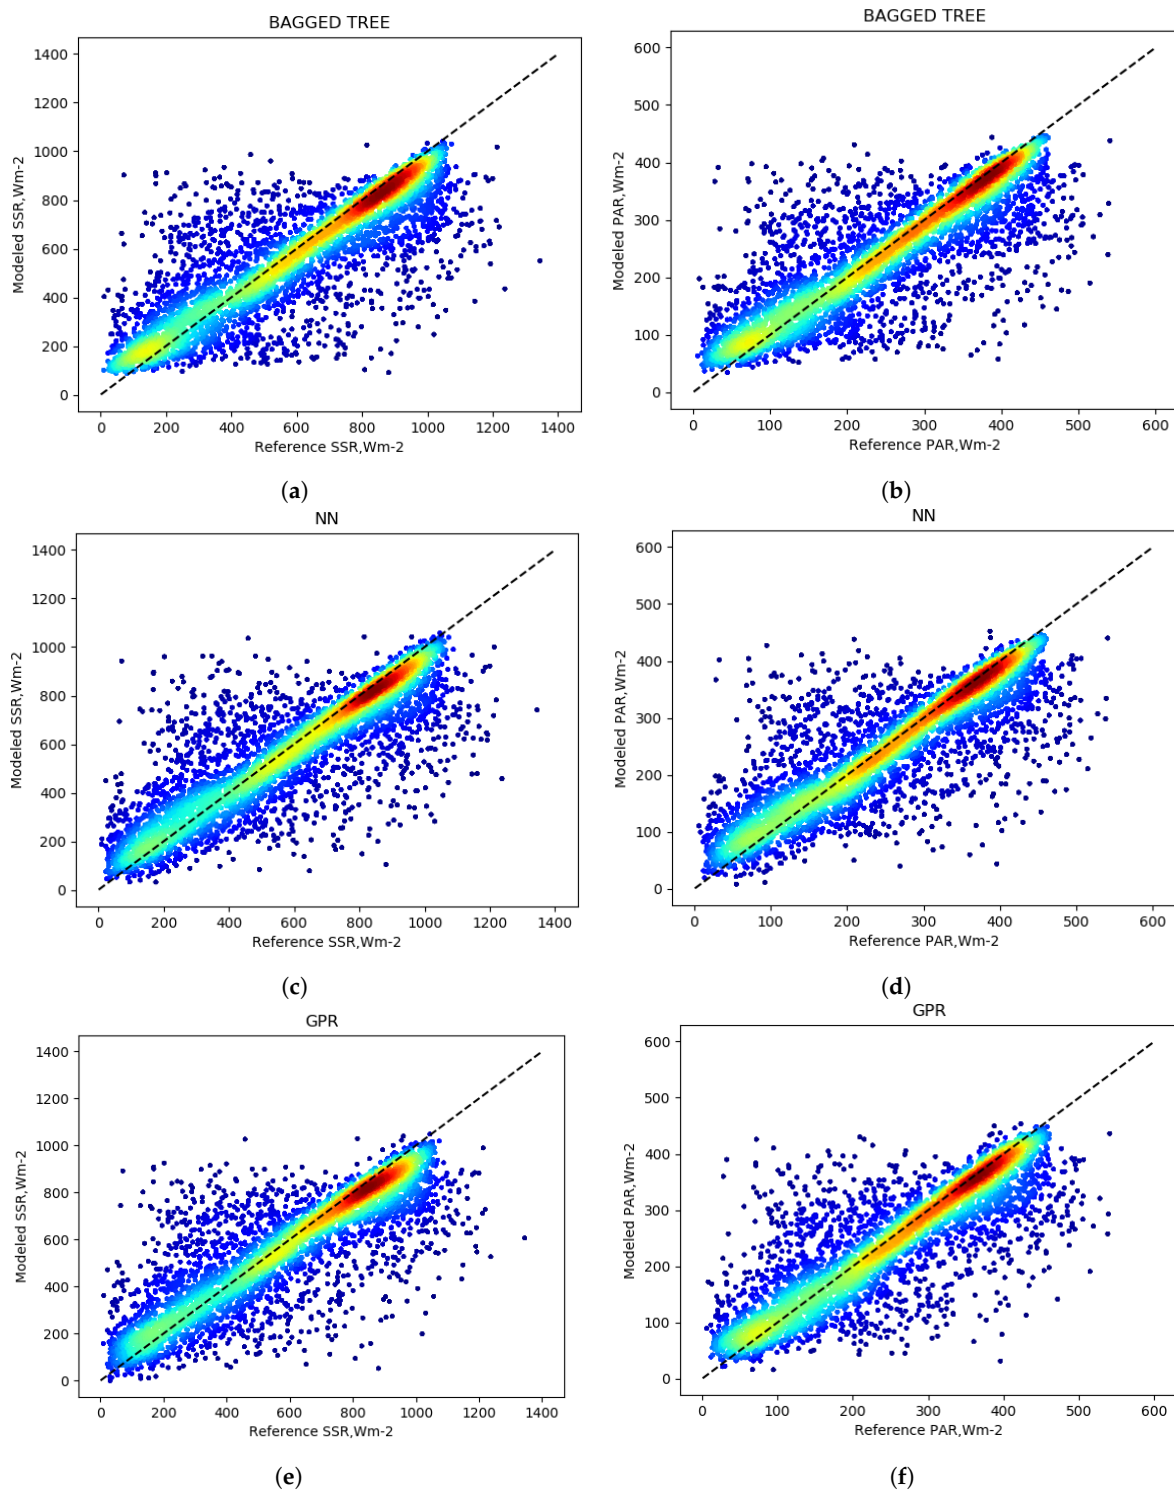 BAGGED TREE
1400
1200
1000
800
600
400
200
0
Modeled SSR,Wm-2
0 200 400 600 800 1000 1200 1400
Reference SSR,Wm-2
(a)
BAGGED TREE
600
500
400
300
200
100
0
Modeled PAR,Wm-2
0 100 200 300 400 500 600
Reference PAR,Wm-2
(b)
NN
1400
1200
1000
800
600
400
200
0
Modeled SSR,Wm-2
0 200 400 600 800 1000 1200 1400
Reference SSR,Wm-2
(c)
NN
600
500
400
300
200
100
0
Modeled PAR,Wm-2
0 100 200 300 400 500 600
Reference PAR,Wm-2
(d)
GPR
1400
1200
1000
800
600
400
200
0
Modeled SSR,Wm-2
0 200 400 600 800 1000 1200 1400
Reference SSR,Wm-2
(e)
GPR
600
500
400
300
200
100
0
Modeled PAR,Wm-2
0 100 200 300 400 500 600
Reference PAR,Wm-2
(f)